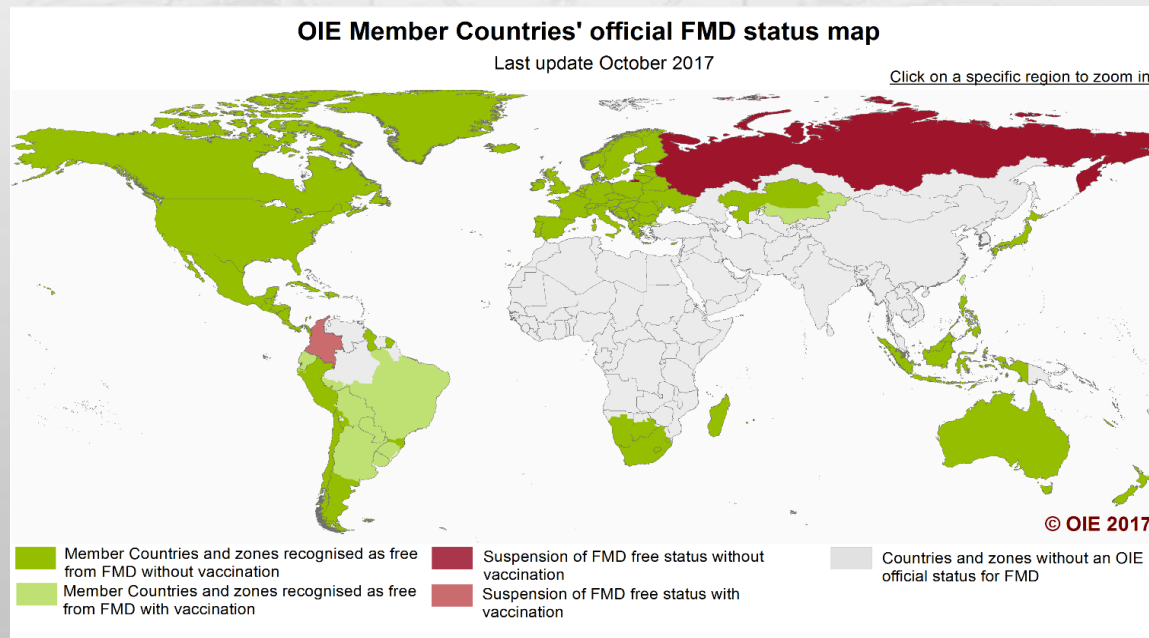 OIE Member Countries' official FMD status map
Last update October 2017
Click on a specific region to zoom in
© OIE 2017
Member Countries and zones recognised as free
from FMD without vaccination
Member Countries and zones recognised as free
from FMD with vaccination
Suspension of FMD free status without
vaccination
Suspension of FMD free status with
vaccination
Countries and zones without an OIE
official status for FMD